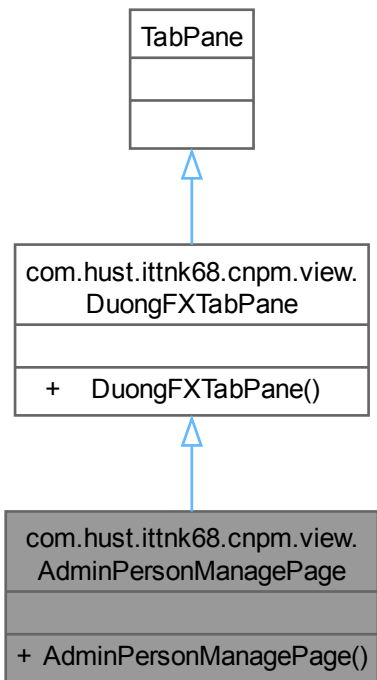 TabPane
com.hust.ittnk68.cnpm.view.
DuongFXTabPane
+ DuongFXTabPane()
com.hust.ittnk68.cnpm.view.
AdminPersonManagePage
+ AdminPersonManagePage()